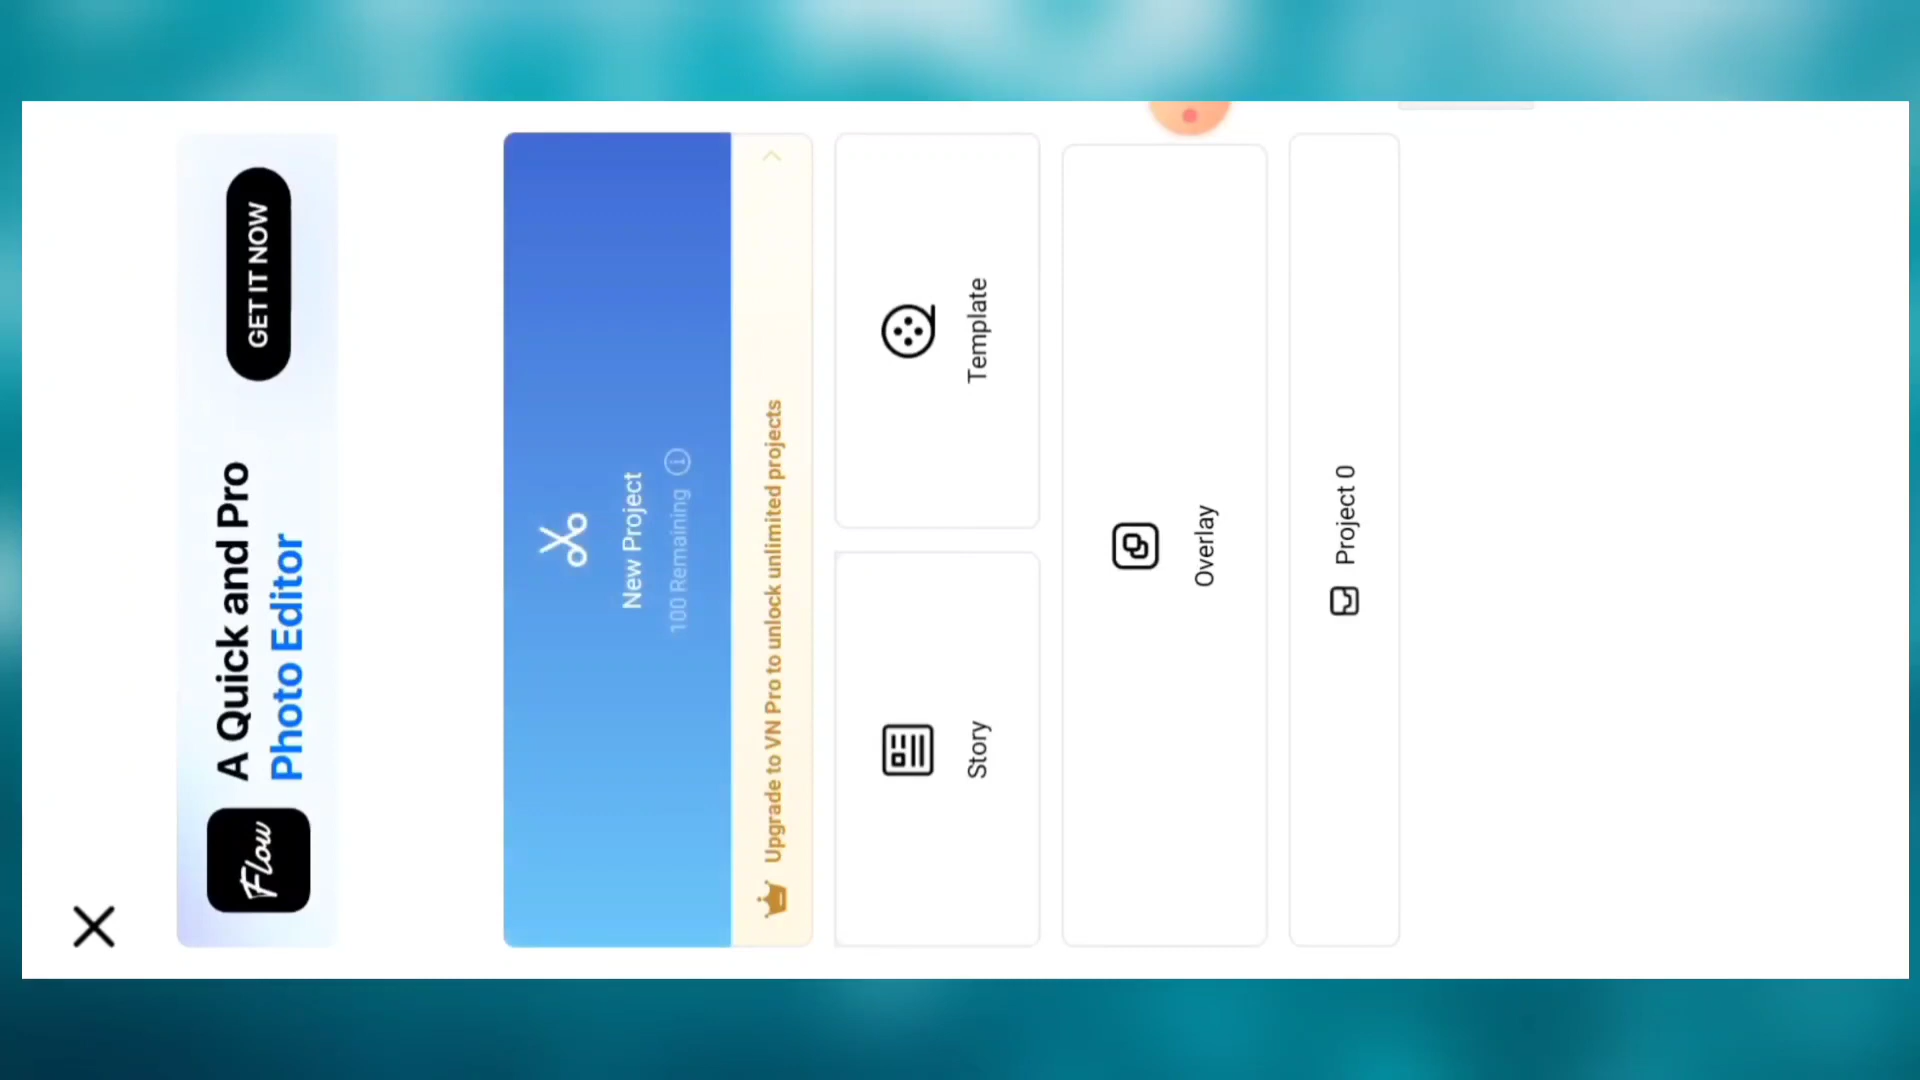 Flow
A Quick and Pro
Photo Editor
GET IT NOW
New Project
100 Remaining
Upgrade to VN Pro to unlock unlimited projects
Story
Template
Overlay
Project 0